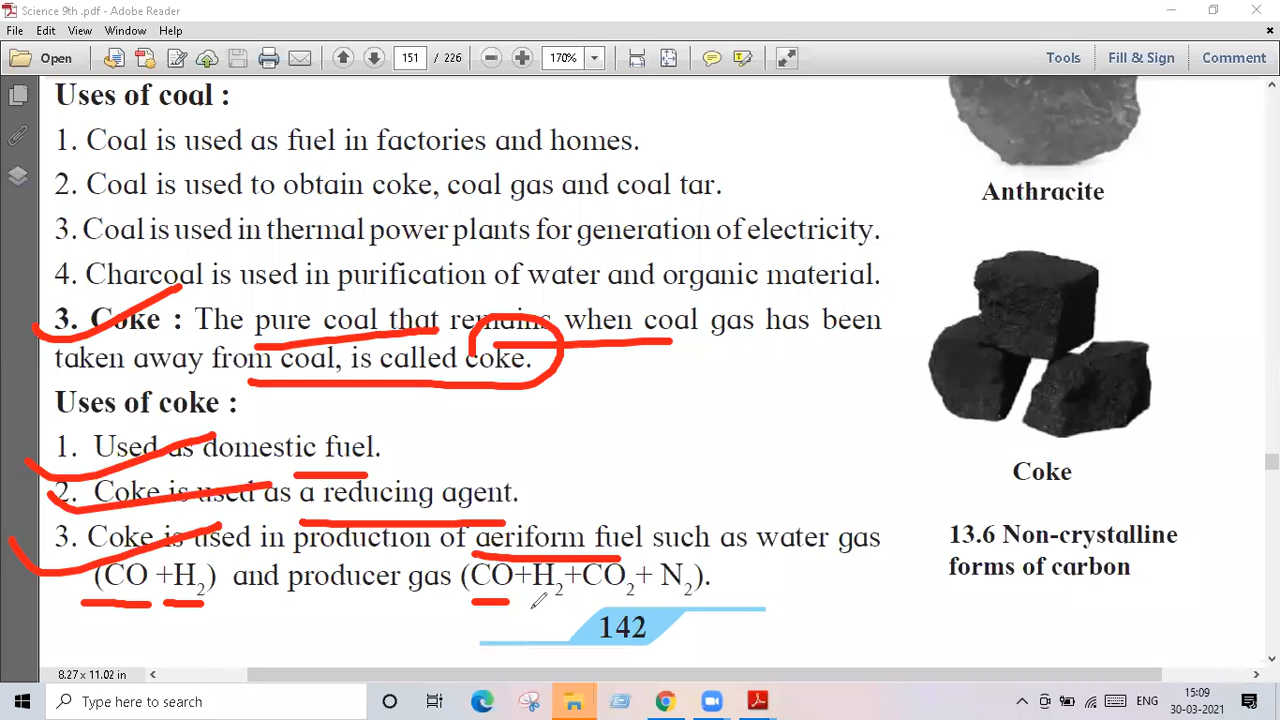 Science 9th .pdf - Adobe Reader
File Edit View Window Help
Open 151 / 226 170% Tools Fill & Sign Comment
Uses of coal :
1. Coal is used as fuel in factories and homes.
2. Coal is used to obtain coke, coal gas and coal tar.
3. Coal is used in thermal power plants for generation of electricity.
4. Charcoal is used in purification of water and organic material.
3. Coke : The pure coal that remains when coal gas has been
taken away from coal, is called coke.
Uses of coke :
1. Used as domestic fuel.
2. Coke is used as a reducing agent.
3. Coke is used in production of aeriform fuel such as water gas
(CO +H2) and producer gas (CO+H2+CO2+ N2).
142
Anthracite
Coke
13.6 Non-crystalline
forms of carbon
8.27 x 11.02 in
Type here to search
ENG
15:09
30-03-2021